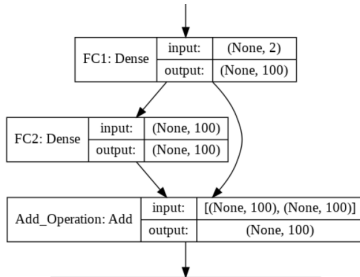 FC1: Dense input: (None, 2)
output: (None, 100)
FC2: Dense input: (None, 100)
output: (None, 100)
Add_Operation: Add input: [(None, 100), (None, 100)]
output: (None, 100)